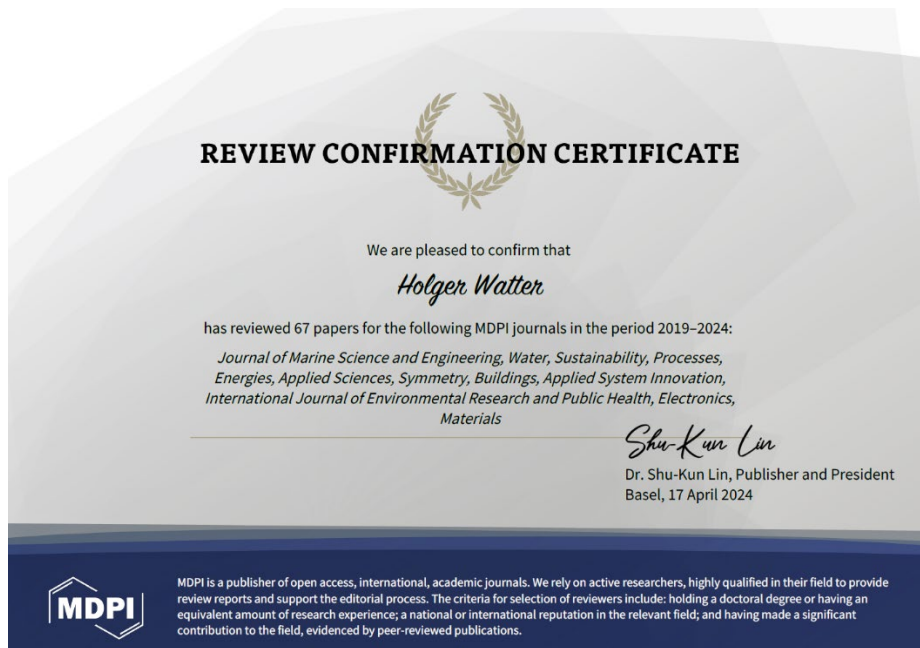 REVIEW CONFIRMATION CERTIFICATE
We are pleased to confirm that
Holger Watter
has reviewed 67 papers for the following MDPI journals in the period 2019–2024:
Journal of Marine Science and Engineering, Water, Sustainability, Processes,
Energies, Applied Sciences, Symmetry, Buildings, Applied System Innovation,
International Journal of Environmental Research and Public Health, Electronics,
Materials
Shu-Kun Lin
Dr. Shu-Kun Lin, Publisher and President
Basel, 17 April 2024
MDPI
MDPI is a publisher of open access, international, academic journals. We rely on active researchers, highly qualified in their field to provide
review reports and support the editorial process. The criteria for selection of reviewers include: holding a doctoral degree or having an
equivalent amount of research experience; a national or international reputation in the relevant field; and having made a significant
contribution to the field, evidenced by peer-reviewed publications.